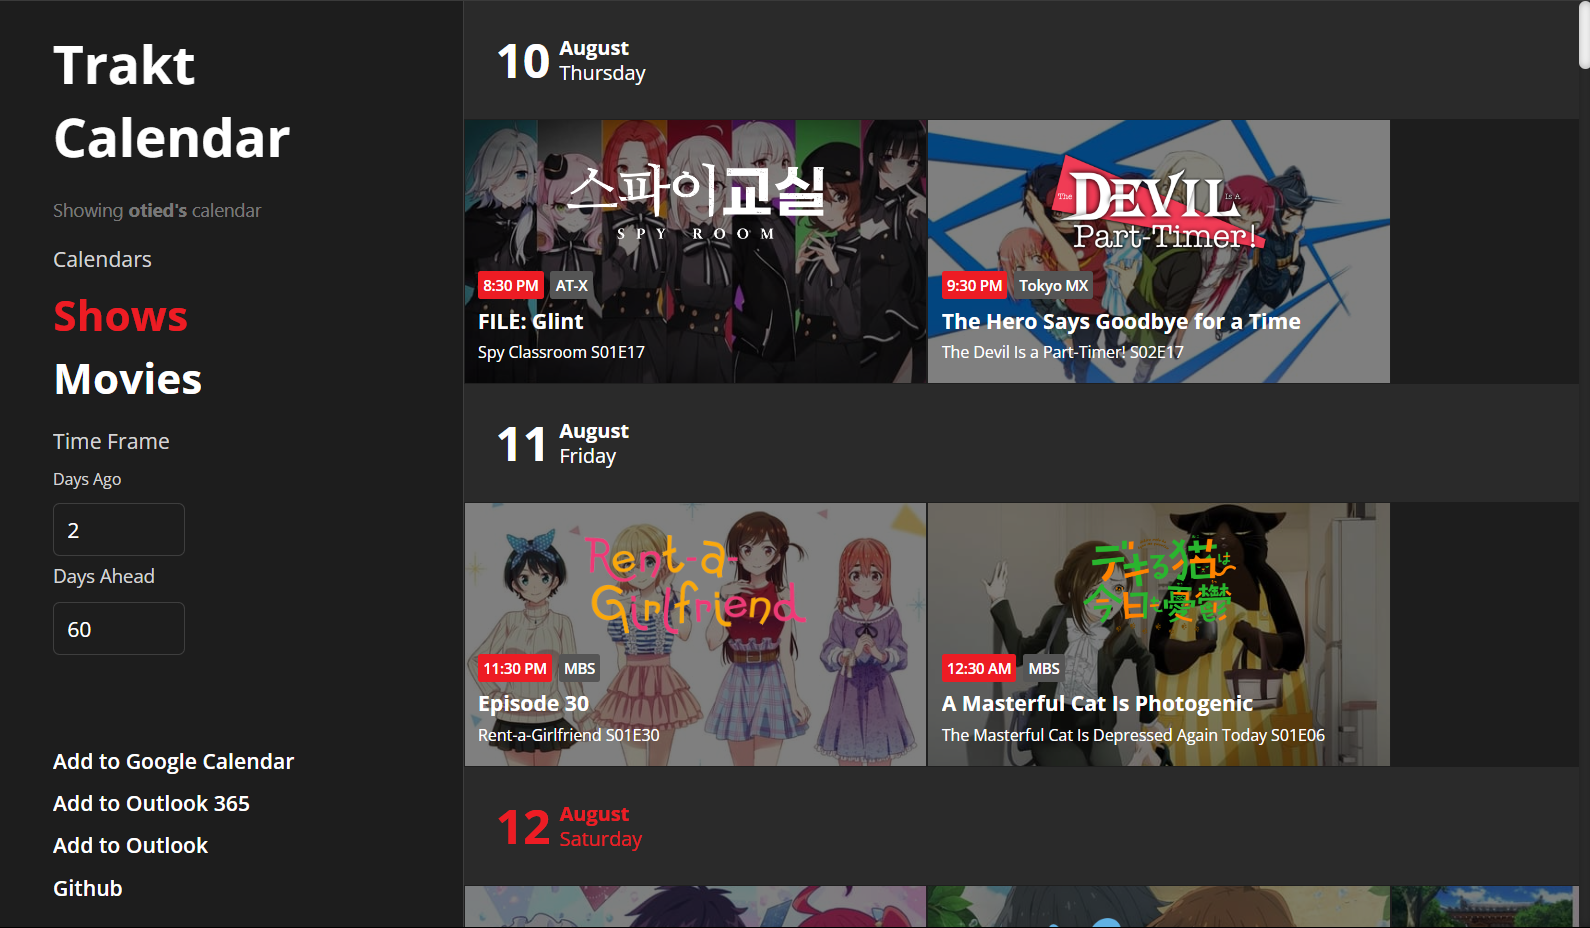 Trakt
Calendar
Showing otied's calendar
Calendars
Shows
Movies
Time Frame
Days Ago
2
Days Ahead
60
Add to Google Calendar
Add to Outlook 365
Add to Outlook
Github
10 August
Thursday
스파이교실
SPY ROOM
8:30 PM AT-X
FILE: Glint
Spy Classroom S01E17
The DEVIL IS A
Part-Timer!
9:30 PM Tokyo MX
The Hero Says Goodbye for a Time
The Devil Is a Part-Timer! S02E17
11 August
Friday
Rent-a-
Girlfriend
11:30 PM MBS
Episode 30
Rent-a-Girlfriend S01E30
デキる猫は
今日も憂鬱
12:30 AM MBS
A Masterful Cat Is Photogenic
The Masterful Cat Is Depressed Again Today S01E06
12 August
Saturday